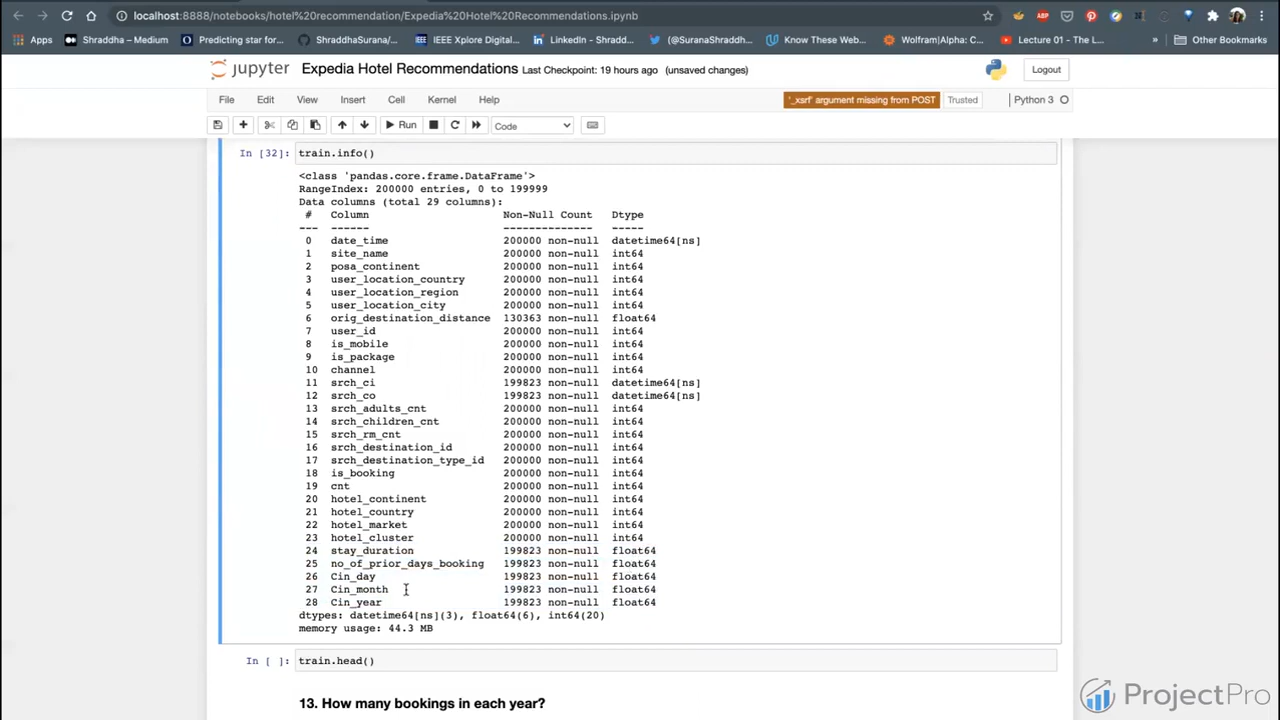 localhost:8888/notebooks/hotel%20recommendation/Expedia%20Hotel%20Recommendations.ipynb
Apps Shraddha – Medium Predicting star for... ShraddhaSurana/... IEEE Xplore Digital... LinkedIn - Shradd... (@SuranaShraddh... Know These Web... Wolfram|Alpha: C... Lecture 01 - The L... » Other Bookmarks
jupyter Expedia Hotel Recommendations Last Checkpoint: 19 hours ago (unsaved changes) Logout
File Edit View Insert Cell Kernel Help '_xsrf' argument missing from POST Trusted Python 3
Run Code
In [32]: train.info()
<class 'pandas.core.frame.DataFrame'>
RangeIndex: 200000 entries, 0 to 199999
Data columns (total 29 columns):
# Column Non-Null Count Dtype
--- ------ -------------- -----
0 date_time 200000 non-null datetime64[ns]
1 site_name 200000 non-null int64
2 posa_continent 200000 non-null int64
3 user_location_country 200000 non-null int64
4 user_location_region 200000 non-null int64
5 user_location_city 200000 non-null int64
6 orig_destination_distance 130363 non-null float64
7 user_id 200000 non-null int64
8 is_mobile 200000 non-null int64
9 is_package 200000 non-null int64
10 channel 200000 non-null int64
11 srch_ci 199823 non-null datetime64[ns]
12 srch_co 199823 non-null datetime64[ns]
13 srch_adults_cnt 200000 non-null int64
14 srch_children_cnt 200000 non-null int64
15 srch_rm_cnt 200000 non-null int64
16 srch_destination_id 200000 non-null int64
17 srch_destination_type_id 200000 non-null int64
18 is_booking 200000 non-null int64
19 cnt 200000 non-null int64
20 hotel_continent 200000 non-null int64
21 hotel_country 200000 non-null int64
22 hotel_market 200000 non-null int64
23 hotel_cluster 200000 non-null int64
24 stay_duration 199823 non-null float64
25 no_of_prior_days_booking 199823 non-null float64
26 Cin_day 199823 non-null float64
27 Cin_month 199823 non-null float64
28 Cin_year 199823 non-null float64
dtypes: datetime64[ns](3), float64(6), int64(20)
memory usage: 44.3 MB
In [ ]: train.head()
13. How many bookings in each year?
ProjectPro